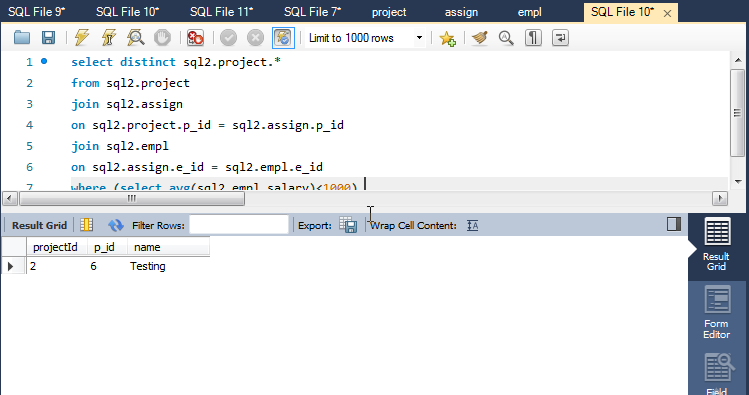 SQL File 9* SQL File 10* SQL File 11* SQL File 7* project assign empl SQL File 10*
Limit to 1000 rows
1 select distinct sql2.project.*
2 from sql2.project
3 join sql2.assign
4 on sql2.project.p_id = sql2.assign.p_id
5 join sql2.empl
6 on sql2.assign.e_id = sql2.empl.e_id
7 where (select avg(sql2.empl.salary)<1000)
Result Grid Filter Rows: Export: Wrap Cell Content:
projectId p_id name
2 6 Testing
Result
Grid
Form
Editor
Field